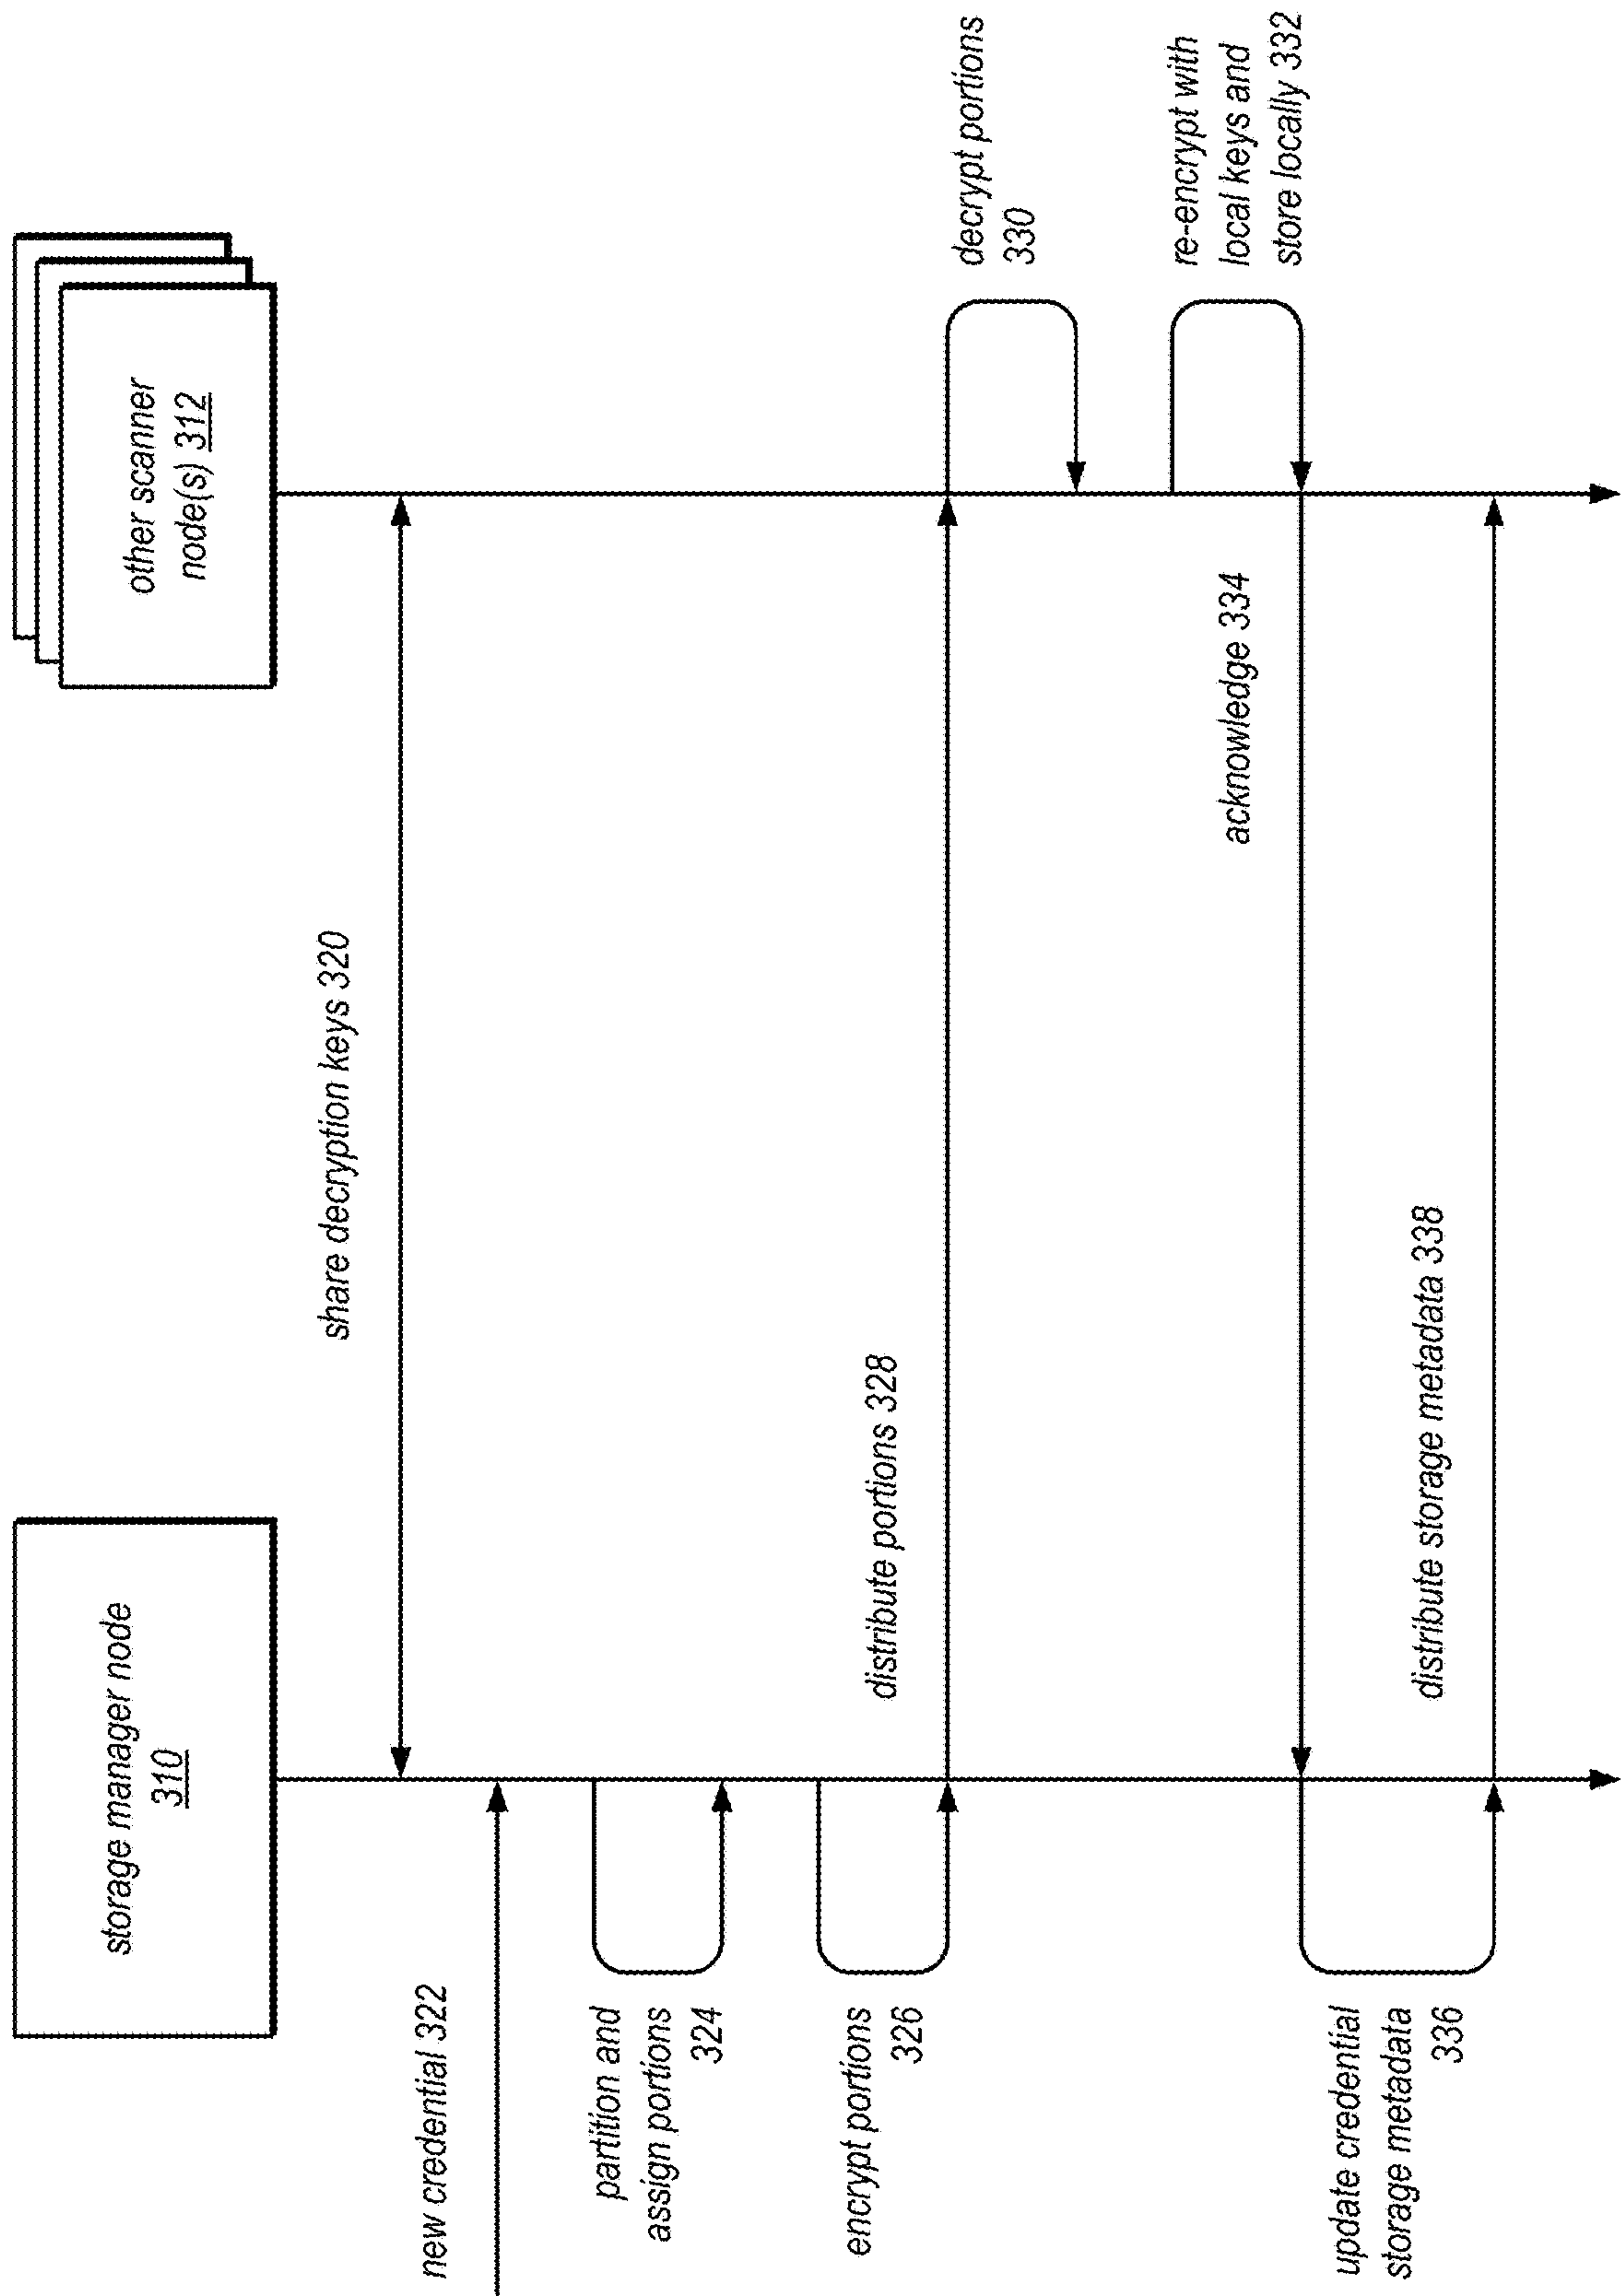 storage manager node
310
other scanner
node(s) 312
share decryption keys 320
new credential 322
partition and
assign portions
324
encrypt portions
326
distribute portions 328
decrypt portions
330
re-encrypt with
local keys and
store locally 332
acknowledge 334
update credential
storage metadata
336
distribute storage metadata 338